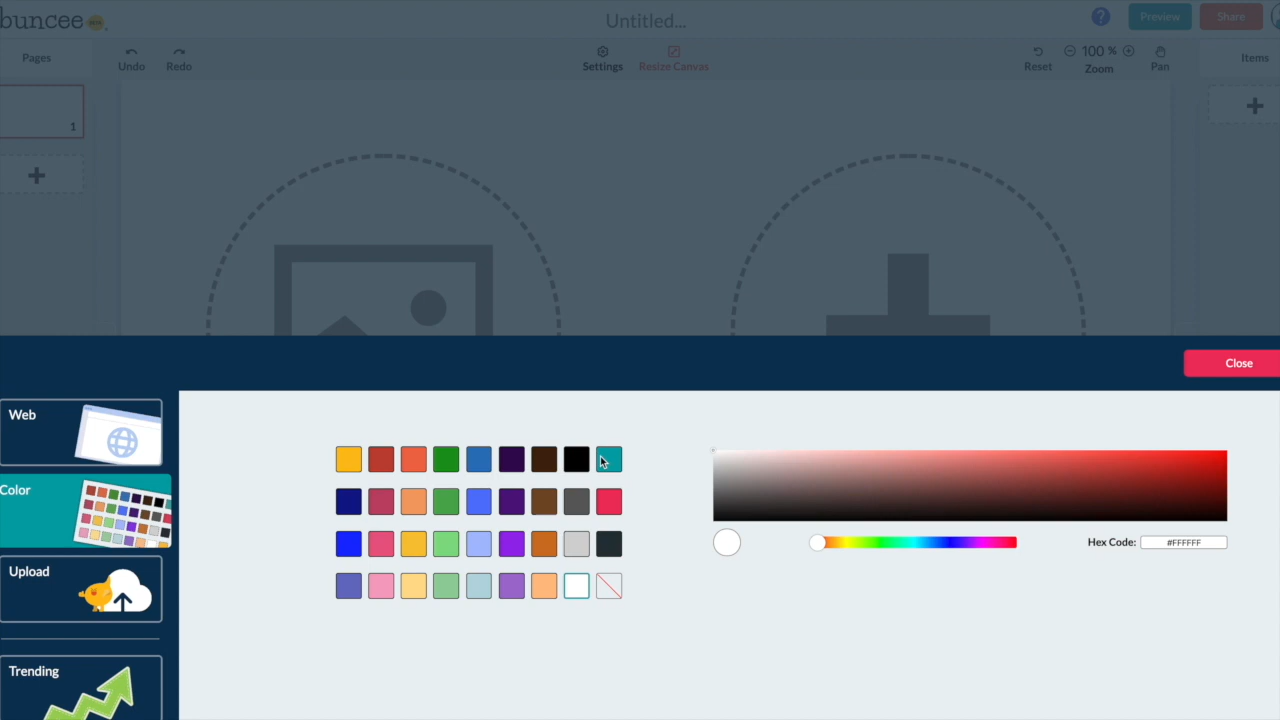 buncee
Untitled...
?
Preview
Share
Pages
Undo
Redo
Settings
Resize Canvas
Reset
100 %
Zoom
Pan
Items
1
Close
Web
Color
Hex Code: #FFFFFF
Upload
Trending